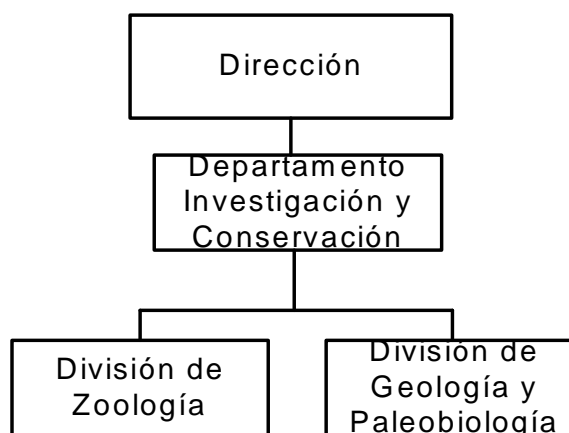 Dirección
Departamento
Investigación y
Conservación
División de
Zoología
División de
Geología y
Paleobiología